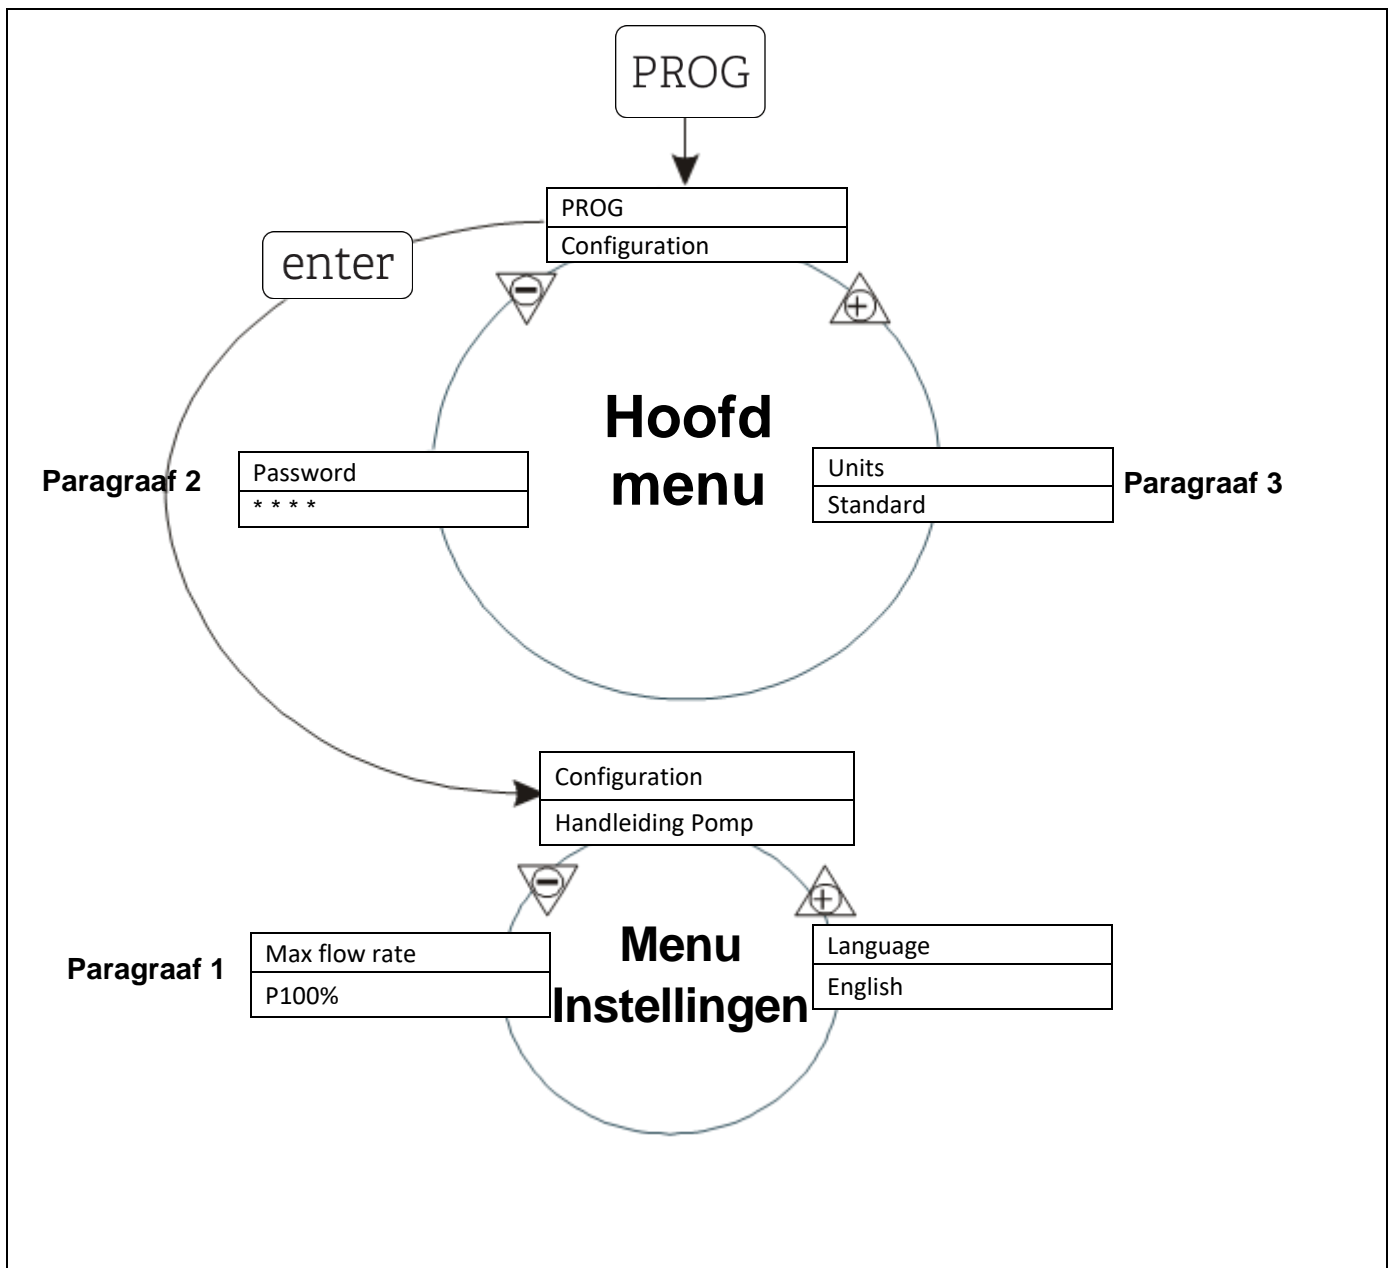 PROG
PROG
Configuration
enter
Hoofd
menu
Paragraaf 2
Password
* * * *
Units
Standard
Paragraaf 3
Configuration
Handleiding Pomp
Menu
Instellingen
Paragraaf 1
Max flow rate
P100%
Language
English